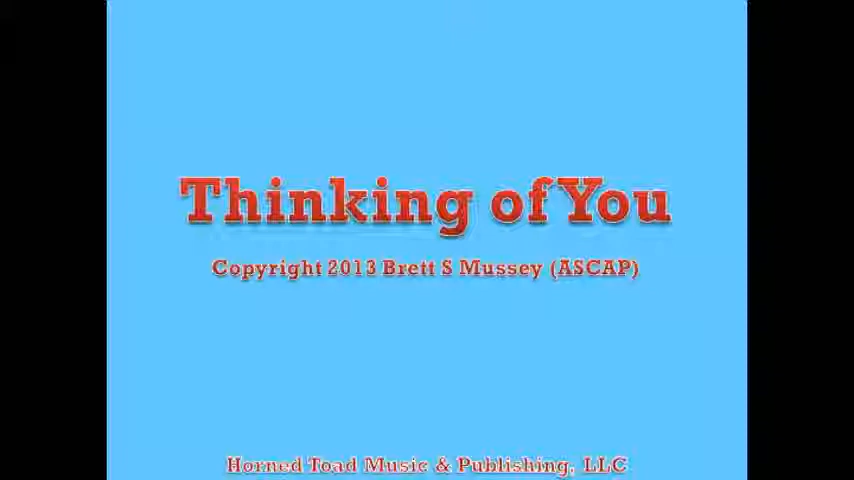 Thinking of You
Copyright 2013 Brett S Mussey (ASCAP)
Horned Toad Music & Publishing, LLC